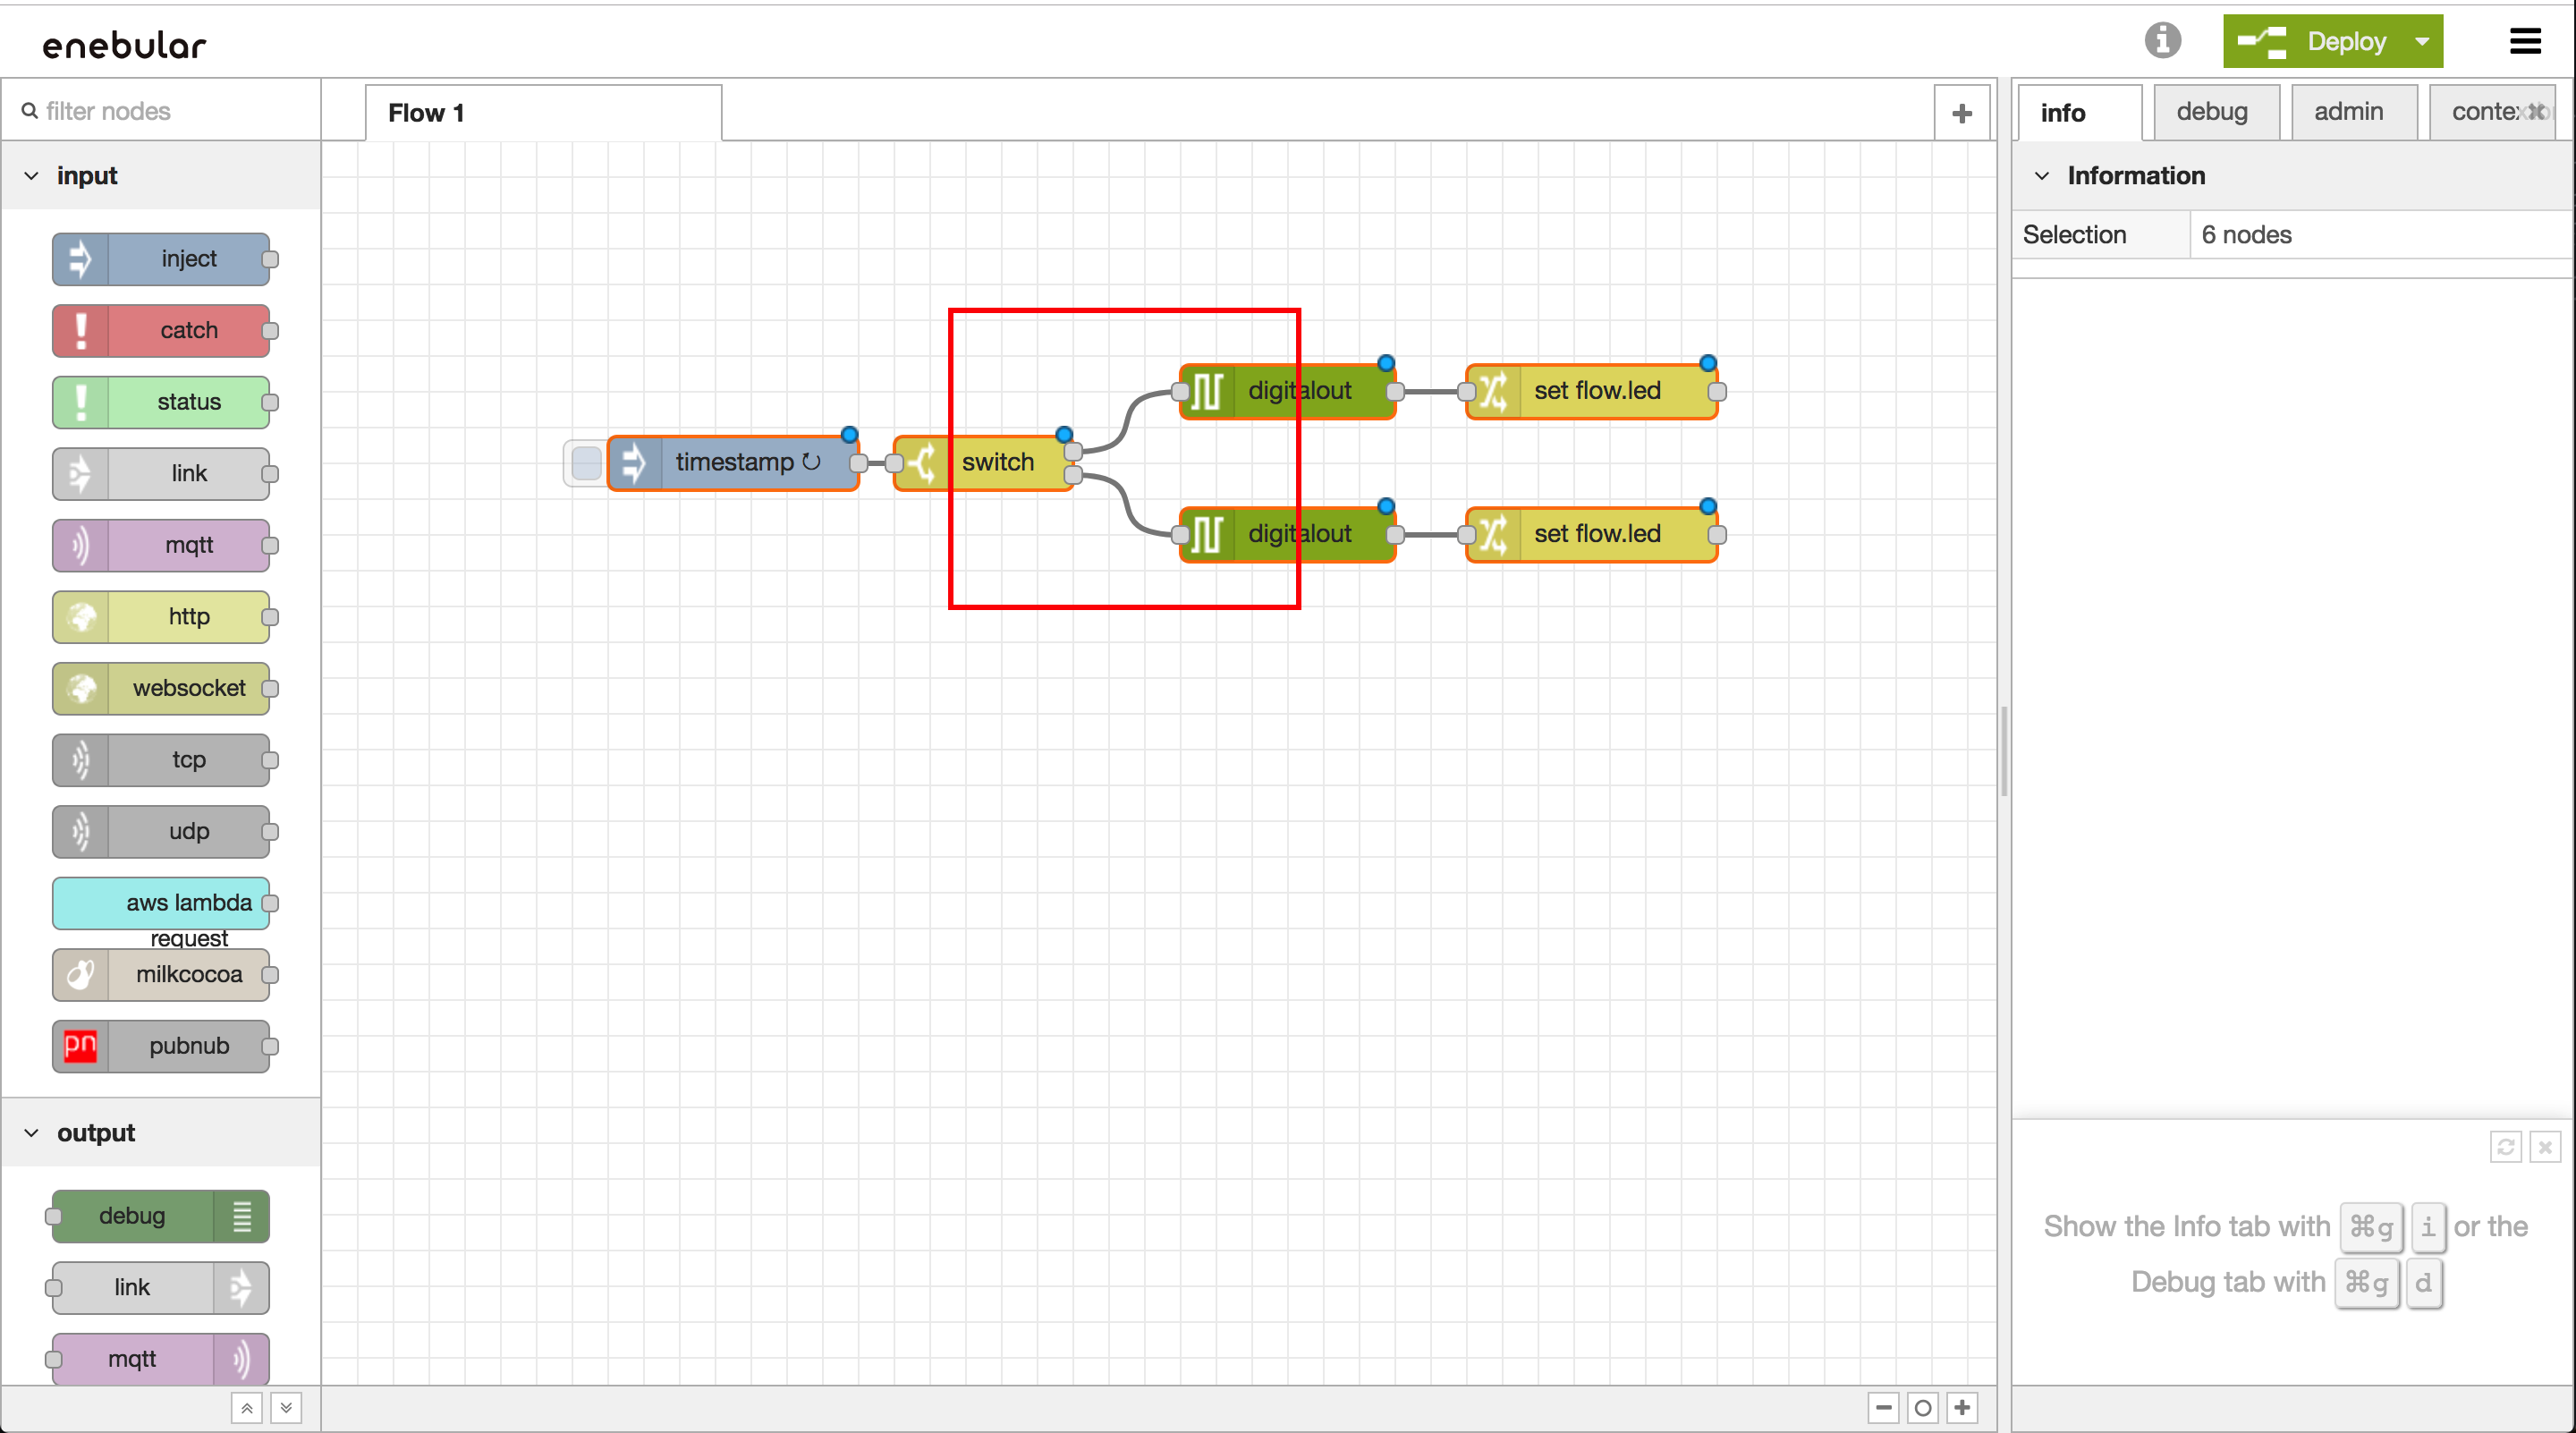 enebular
Deploy
filter nodes
Flow 1
info
debug
admin
contex
input
Information
Selection
6 nodes
inject
catch
status
link
mqtt
http
websocket
tcp
udp
aws lambda
request
milkcocoa
pn
pubnub
output
debug
link
mqtt
timestamp ↻
switch
digitalout
set flow.led
digitalout
set flow.led
Show the Info tab with ⌘g i or the
Debug tab with ⌘g d